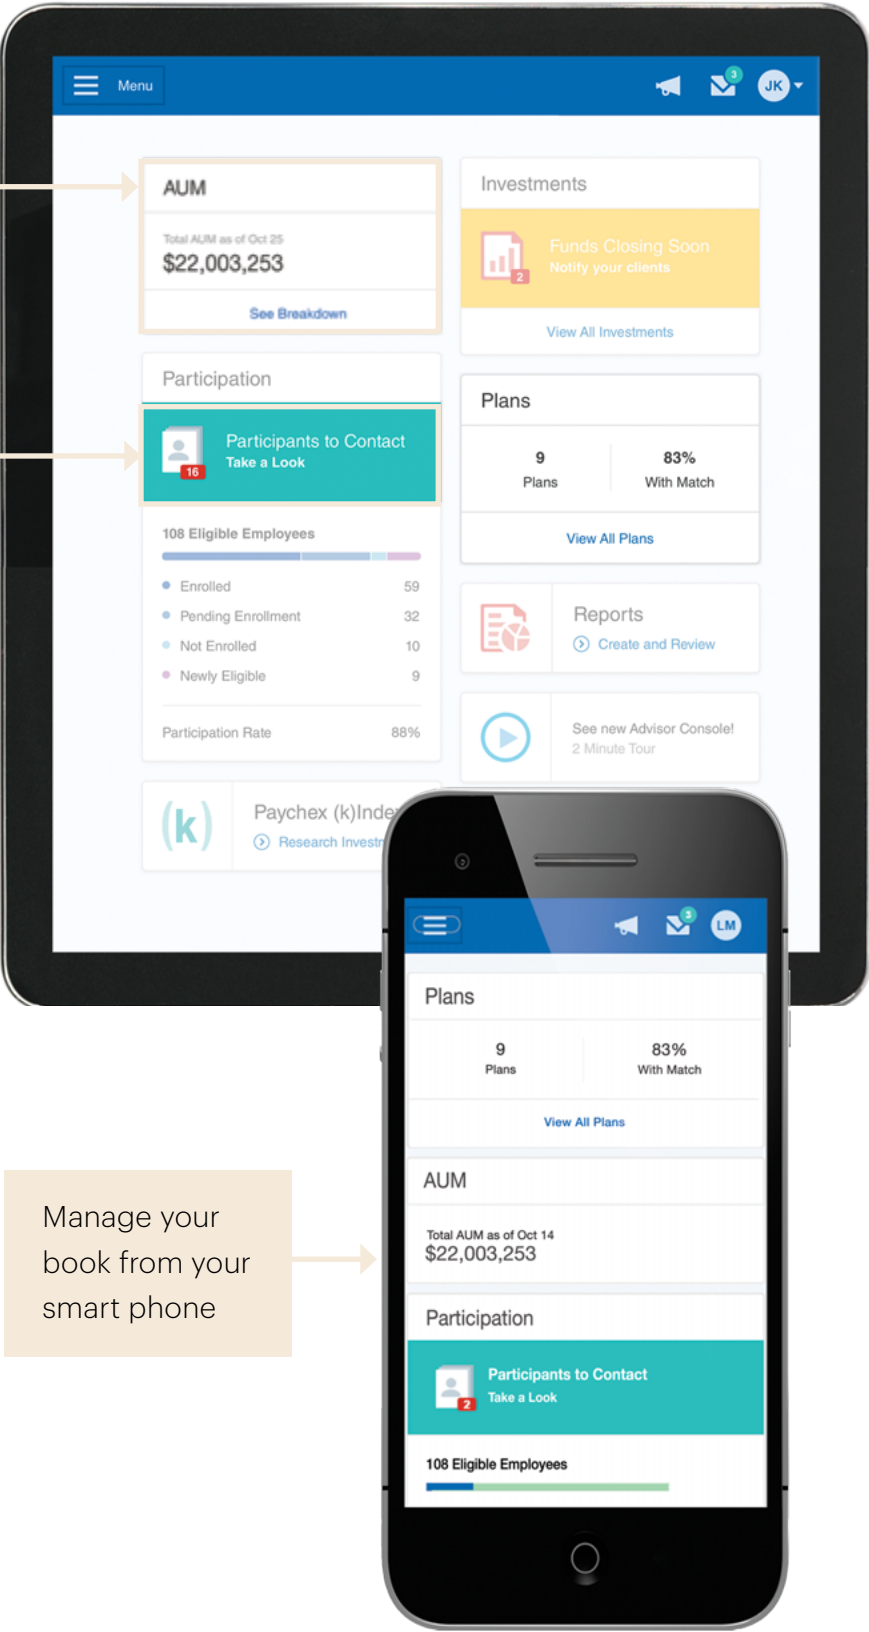 Menu
3
JK
AUM
Total AUM as of Oct 25
$22,003,253
See Breakdown
Investments
2
Funds Closing Soon
Notify your clients
View All Investments
Participation
16
Participants to Contact
Take a Look
108 Eligible Employees
Enrolled 59
Pending Enrollment 32
Not Enrolled 10
Newly Eligible 9
Participation Rate 88%
Plans
9 83%
Plans With Match
View All Plans
Reports
Create and Review
See new Advisor Console!
2 Minute Tour
(k)
Paychex (k)Inde
Research Invest
3
LM
Plans
9 83%
Plans With Match
View All Plans
AUM
Total AUM as of Oct 14
$22,003,253
Participation
2
Participants to Contact
Take a Look
108 Eligible Employees
Manage your
book from your
smart phone